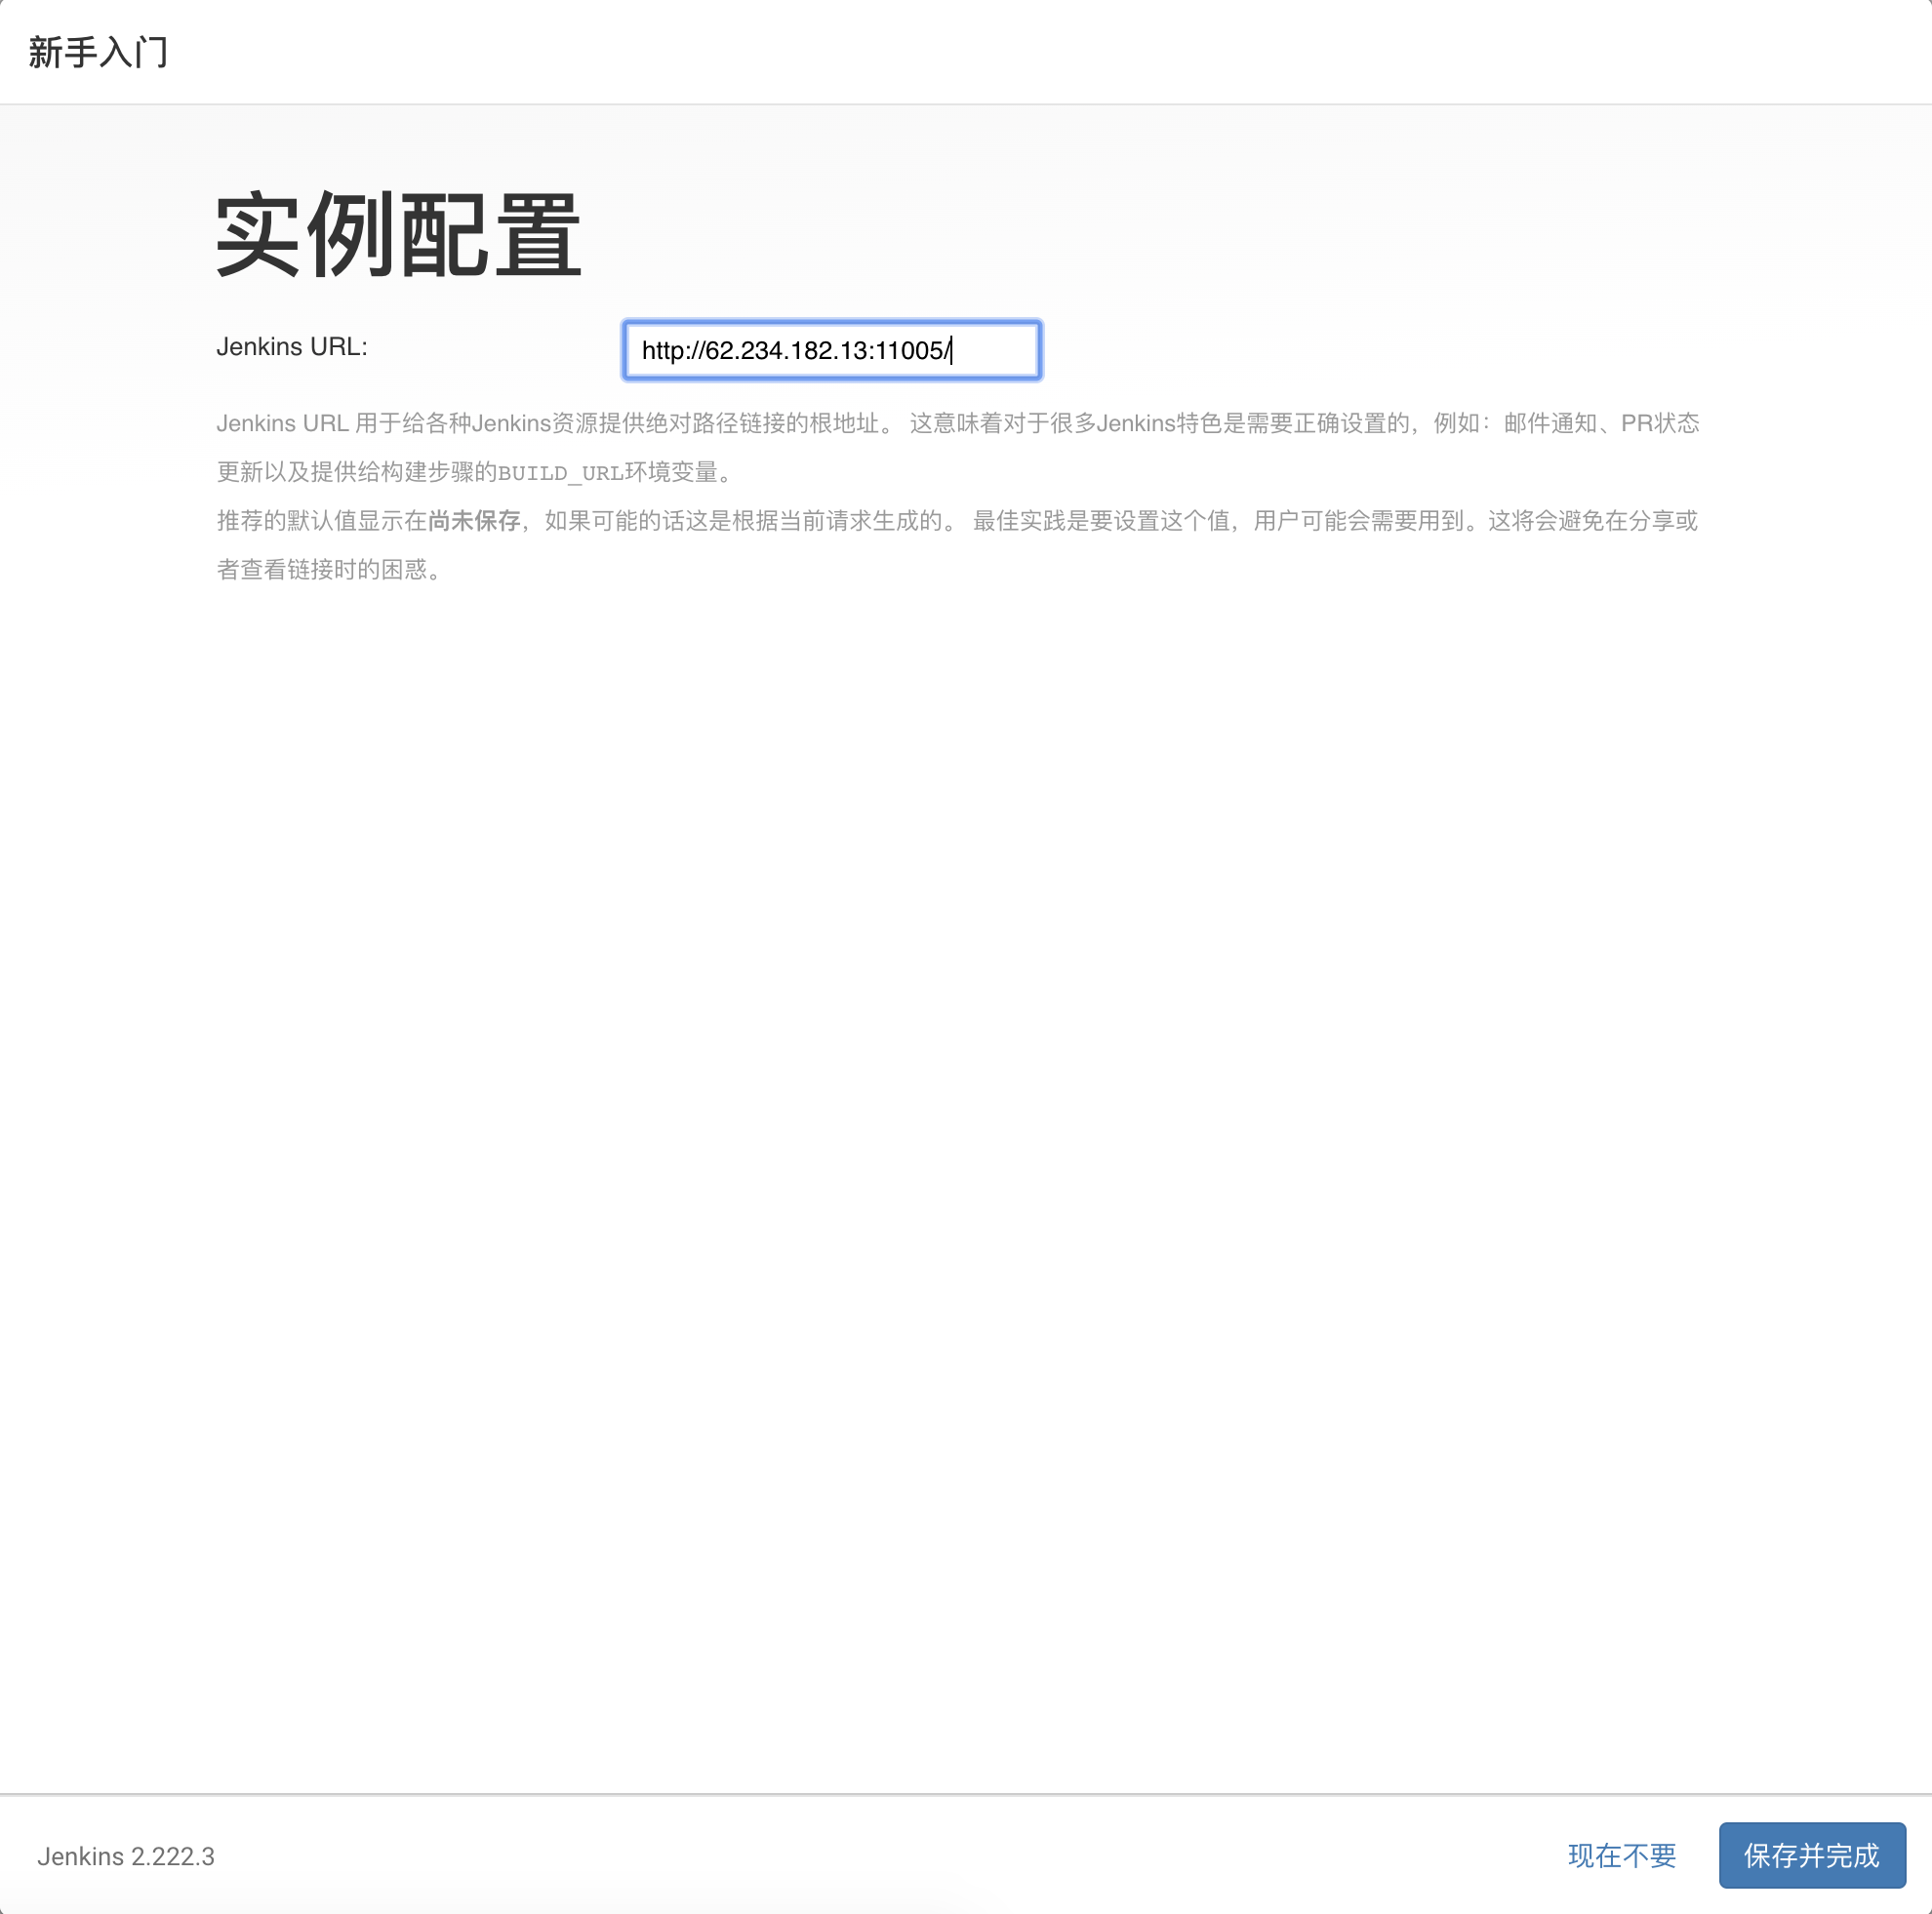 新手入门
实例配置
Jenkins URL:
http://62.234.182.13:11005/
Jenkins URL 用于给各种Jenkins资源提供绝对路径链接的根地址。 这意味着对于很多Jenkins特色是需要正确设置的，例如：邮件通知、PR状态
更新以及提供给构建步骤的BUILD_URL环境变量。
推荐的默认值显示在尚未保存，如果可能的话这是根据当前请求生成的。 最佳实践是要设置这个值，用户可能会需要用到。这将会避免在分享或
者查看链接时的困惑。
Jenkins 2.222.3
现在不要
保存并完成